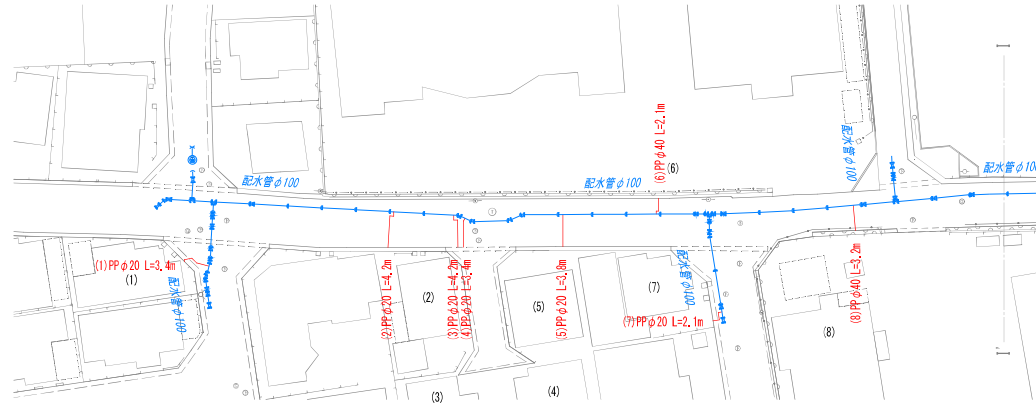 配水管φ100
配水管φ100
配水管φ100
配水管φ100
(6)PPφ40 L=2.1m
(6)
(1)PPφ20 L=3.4m
(1)
配水管φ100
(2)PPφ20 L=4.2m
(2)
(3)PPφ20 L=4.2m
(4)PPφ20 L=3.4m
(5)
(5)PPφ20 L=3.8m
(7)
配水管φ100
(7)PPφ20 L=2.1m
(8)
(8)PPφ40 L=3.2m
(3)
(4)